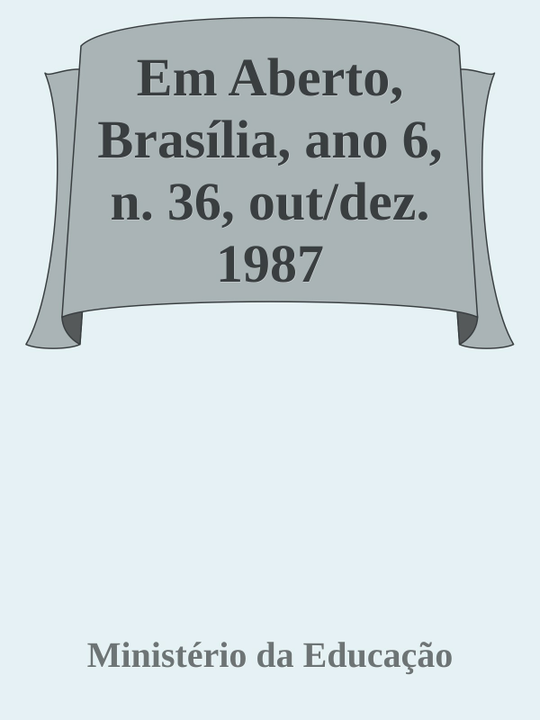 Em Aberto,
Brasília, ano 6,
n. 36, out/dez.
1987
Ministério da Educação